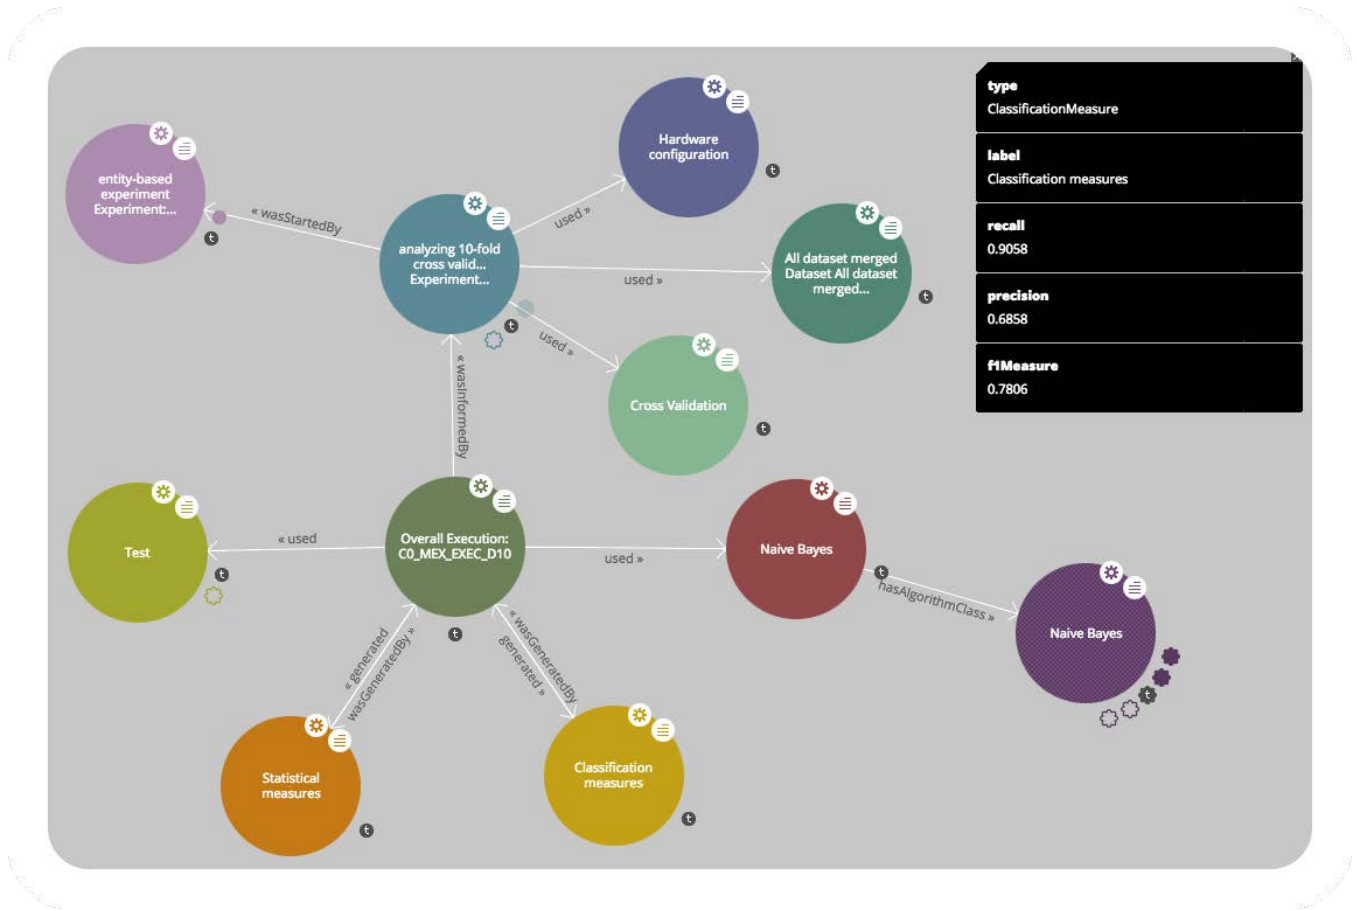 type
ClassificationMeasure
label
Classification measures
recall
0.9058
precision
0.6858
f1Measure
0.7806
Hardware
configuration
entity-based
experiment
Experiment:...
« wasStartedBy
used »
analyzing 10-fold
cross valid...
Experiment...
used »
All dataset merged
Dataset All dataset
merged...
used »
« wasInformedBy
Cross Validation
Test
« used
Overall Execution:
C0_MEX_EXEC_D10
used »
Naive Bayes
hasAlgorithmClass »
Naive Bayes
« generated
wasGeneratedBy »
« wasGeneratedBy
generated »
Statistical
measures
Classification
measures
t
t
t
t
t
t
t
t
t
t
t